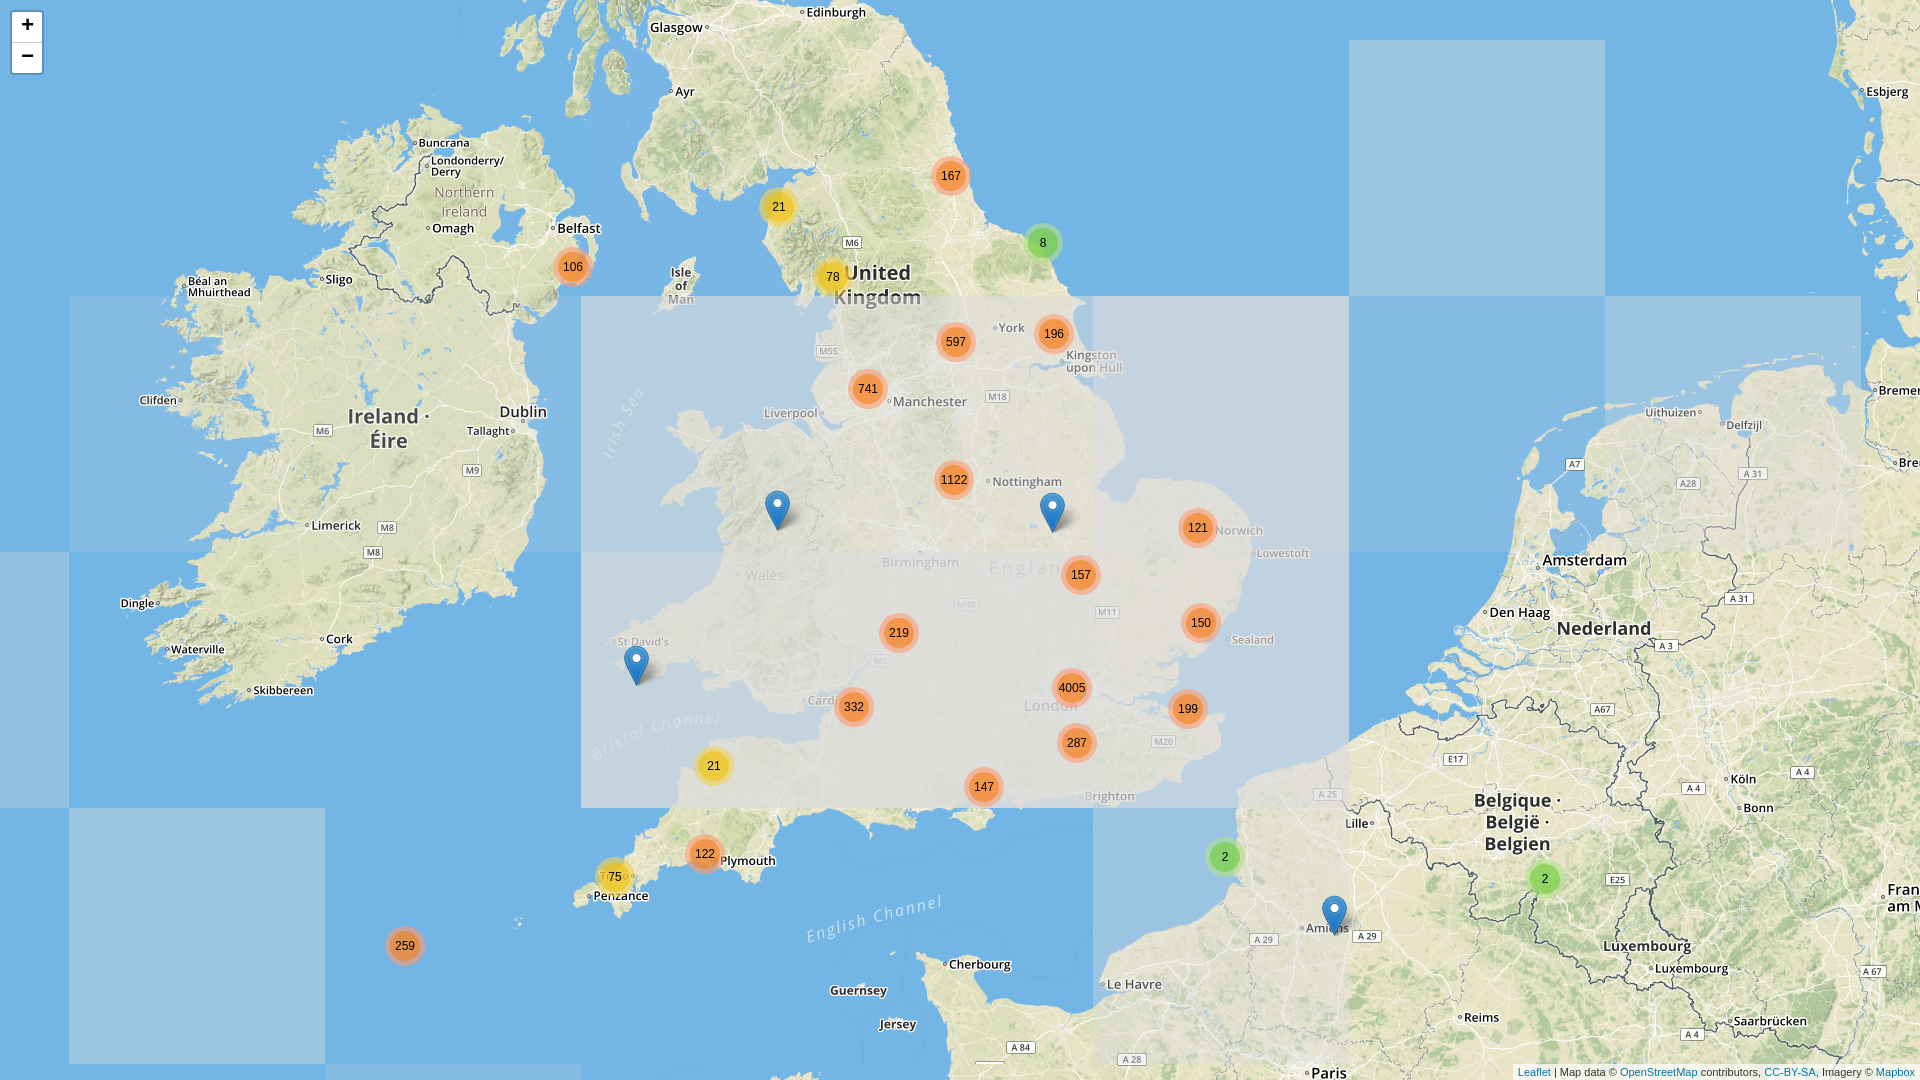 +
−
Edinburgh
Glasgow
Ayr
Esbjerg
Buncrana
Londonderry/
Derry
Northern
Ireland
Omagh
Belfast
106
167
21
8
M6
78
United
Kingdom
Isle
of
Man
Sligo
Béal an
Mhuirthead
M55
597
York
196
Kingston
upon Hull
741
Manchester
M18
Liverpool
Irish Sea
Clifden
Ireland ·
Éire
Dublin
Tallaght
M6
M9
Limerick
M8
M8
Dingle
Waterville
Cork
Skibbereen
1122
Nottingham
121
Norwich
Lowestoft
Birmingham
Wales
157
M40
M11
219
150
Sealand
St David's
M5
4005
London
332
199
287
M20
Bristol Channel
21
147
Brighton
Uithuizen
Delfzijl
A7
A 31
A28
Amsterdam
A 31
Den Haag
Nederland
A 3
A67
E17
Köln
A 4
A 4
Bonn
A 25
Lille
Belgique ·
België ·
Belgien
2
2
E25
122
Plymouth
75
Penzance
English Channel
259
Amiens
A 29
A 29
Luxembourg
Luxembourg
A 67
Cherbourg
Le Havre
Guernsey
Jersey
Reims
Saarbrücken
A 4
A 84
A 28
Paris
Leaflet | Map data © OpenStreetMap contributors, CC-BY-SA, Imagery © Mapbox